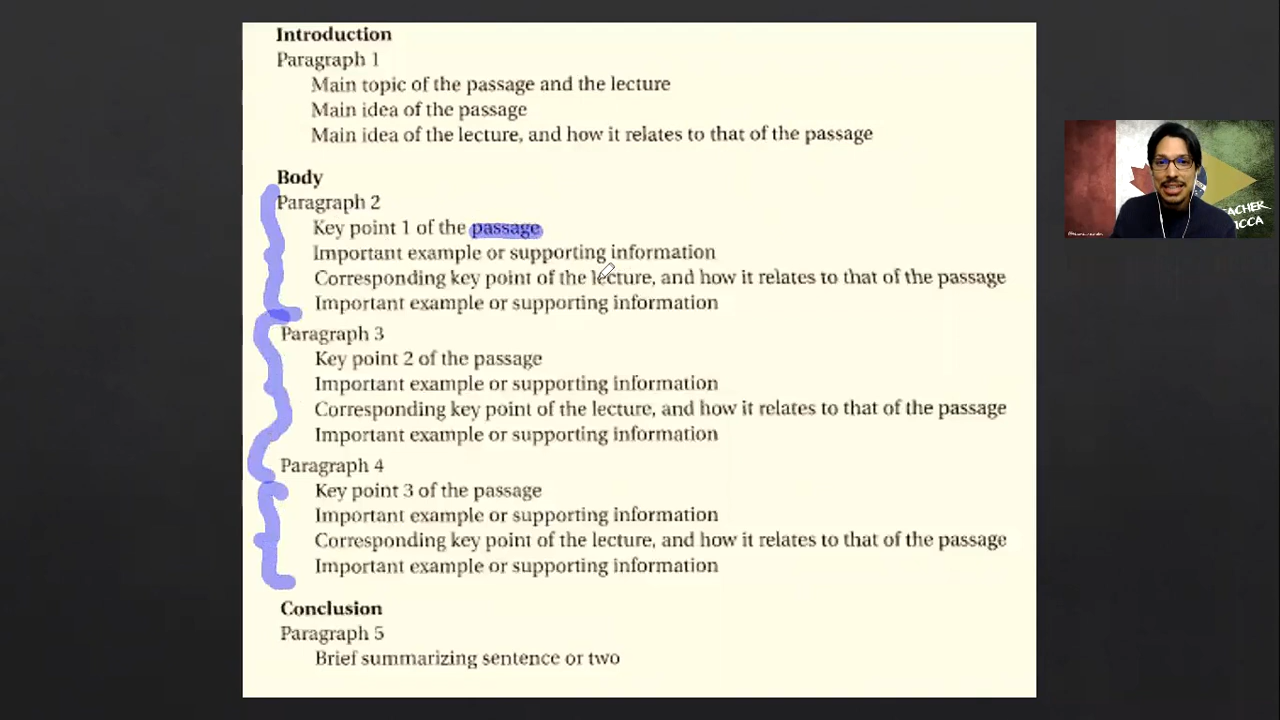 Introduction
Paragraph 1
Main topic of the passage and the lecture
Main idea of the passage
Main idea of the lecture, and how it relates to that of the passage
Body
Paragraph 2
Key point 1 of the passage
Important example or supporting information
Corresponding key point of the lecture, and how it relates to that of the passage
Important example or supporting information
Paragraph 3
Key point 2 of the passage
Important example or supporting information
Corresponding key point of the lecture, and how it relates to that of the passage
Important example or supporting information
Paragraph 4
Key point 3 of the passage
Important example or supporting information
Corresponding key point of the lecture, and how it relates to that of the passage
Important example or supporting information
Conclusion
Paragraph 5
Brief summarizing sentence or two